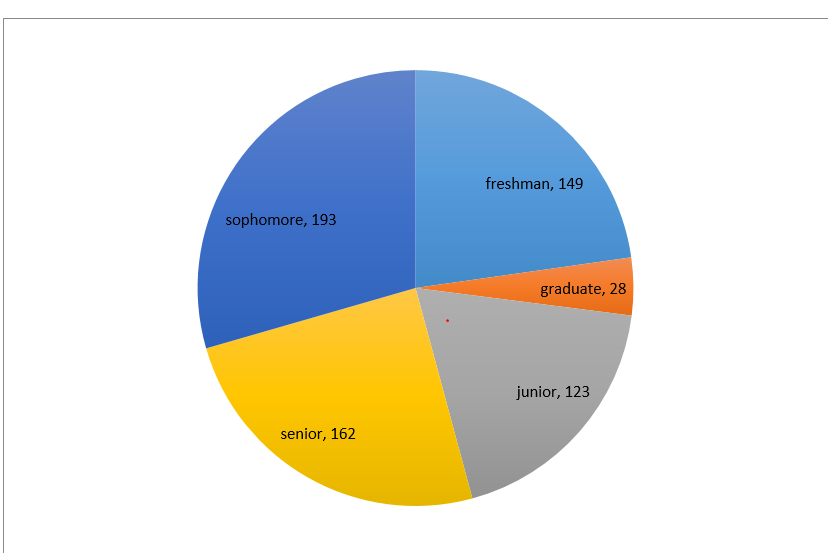 freshman, 149
sophomore, 193
graduate, 28
junior, 123
senior, 162